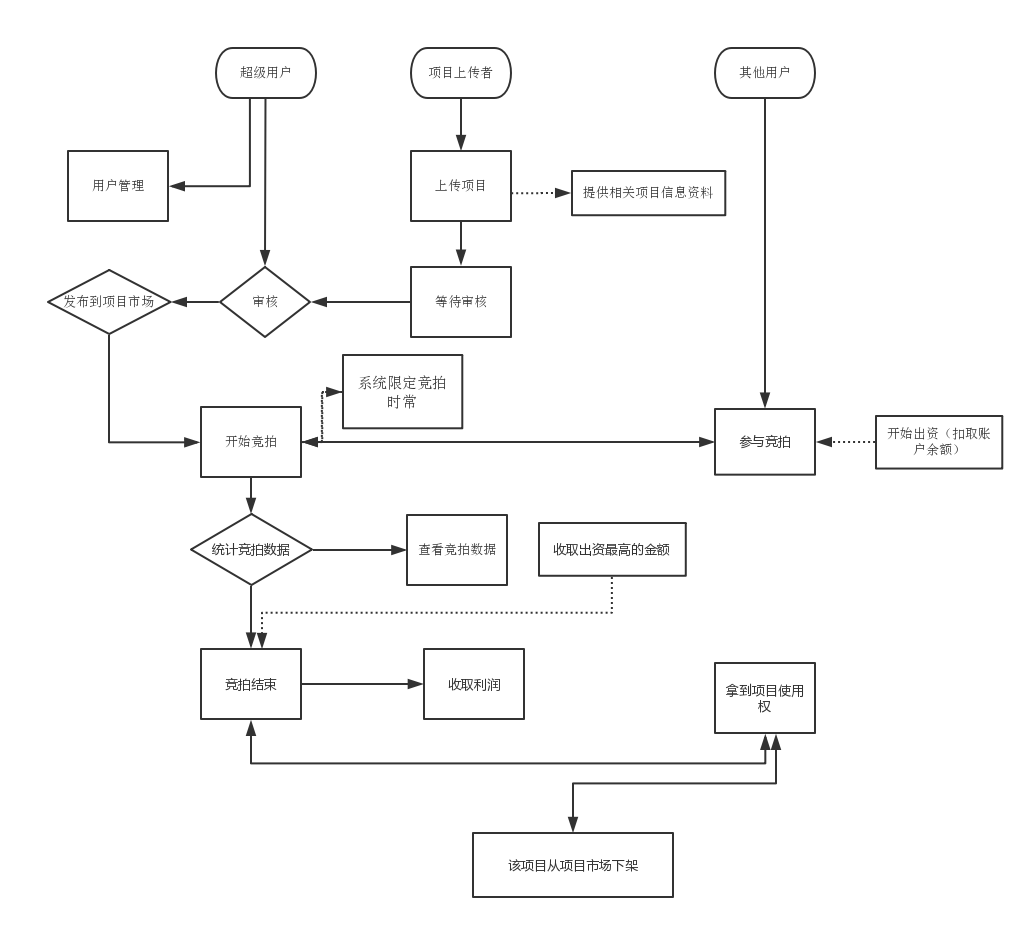 超级用户
项目上传者
其他用户
用户管理
上传项目
提供相关项目信息资料
发布到项目市场
审核
等待审核
系统限定竞拍
时常
开始竞拍
参与竞拍
开始出资（扣取账
户余额）
统计竞拍数据
查看竞拍数据
收取出资最高的金额
竞拍结束
收取利润
拿到项目使用
权
该项目从项目市场下架